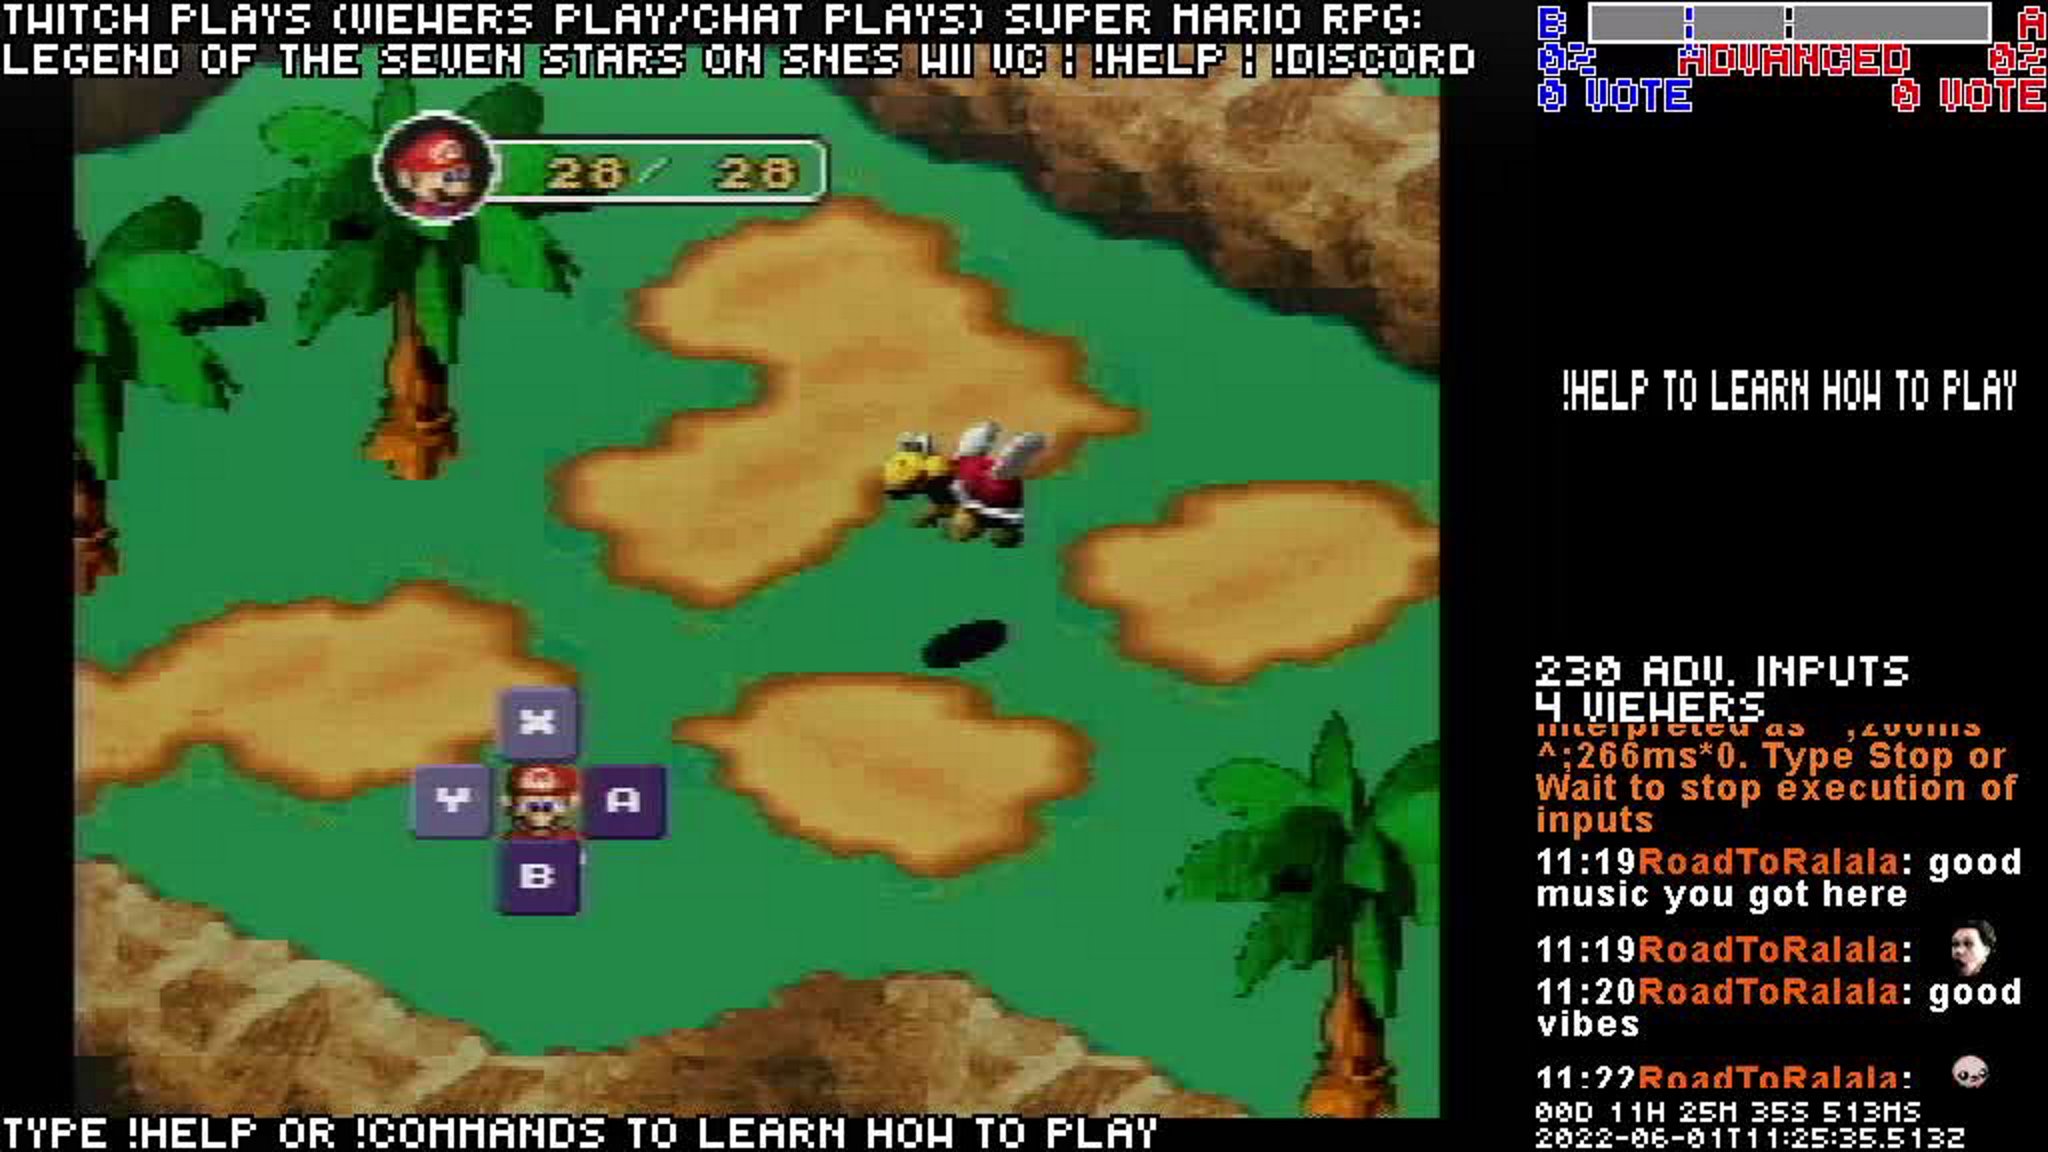 TWITCH PLAYS (VIEWERS PLAY/CHAT PLAYS) SUPER MARIO RPG:
LEGEND OF THE SEVEN STARS ON SNES WII VC ¦ !HELP ¦ !DISCORD
B A
0% ADVANCED 0%
0 VOTE 0 VOTE
28/ 28
!HELP TO LEARN HOW TO PLAY
X
Y A
B
230 ADV. INPUTS
4 VIEWERS
interpreted as
^;266ms*0. Type Stop or
Wait to stop execution of
inputs
11:19RoadToRalala: good
music you got here
11:19RoadToRalala:
11:20RoadToRalala: good
vibes
11:22RoadToRalala:
00D 11H 25M 35S 513MS
2022-06-01T11:25:35.513Z
TYPE !HELP OR !COMMANDS TO LEARN HOW TO PLAY